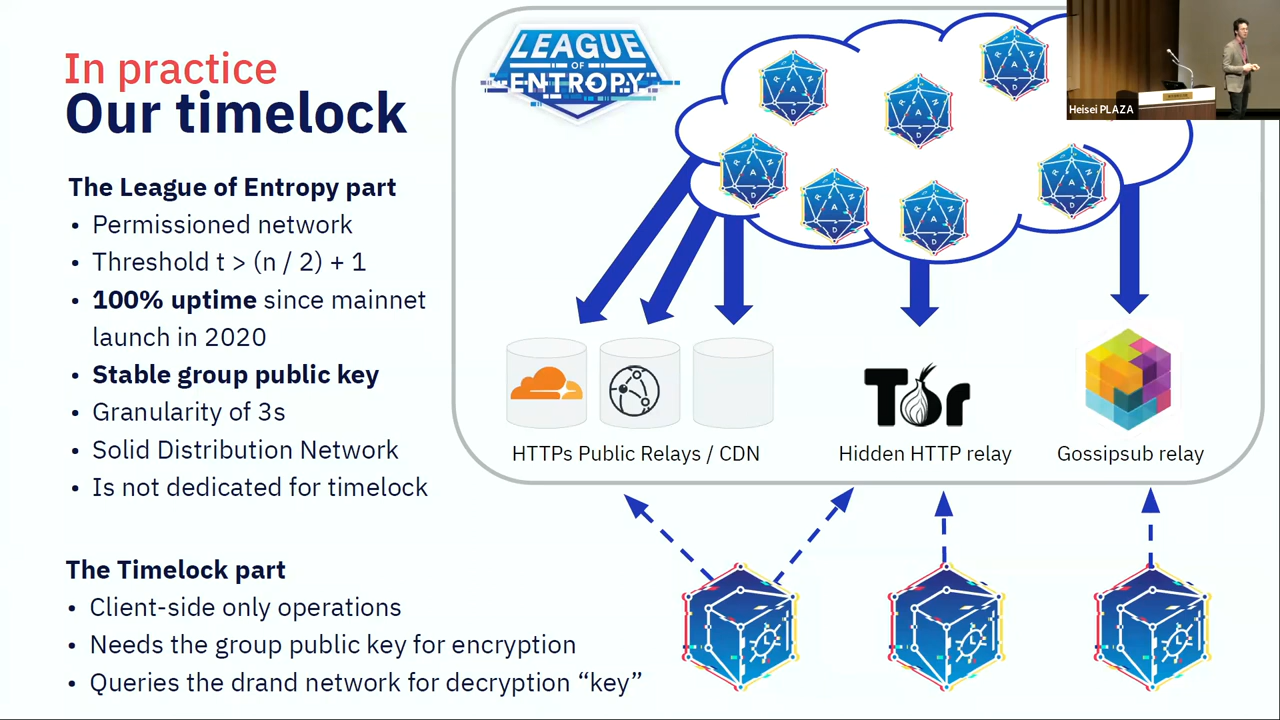 In practice
Our timelock
The League of Entropy part
• Permissioned network
• Threshold t > (n / 2) + 1
• 100% uptime since mainnet
launch in 2020
• Stable group public key
• Granularity of 3s
• Solid Distribution Network
• Is not dedicated for timelock
The Timelock part
• Client-side only operations
• Needs the group public key for encryption
• Queries the drand network for decryption “key”
LEAGUE
OF
ENTROPY
Heisei PLAZA
Tor
HTTPs Public Relays / CDN
Hidden HTTP relay
Gossipsub relay